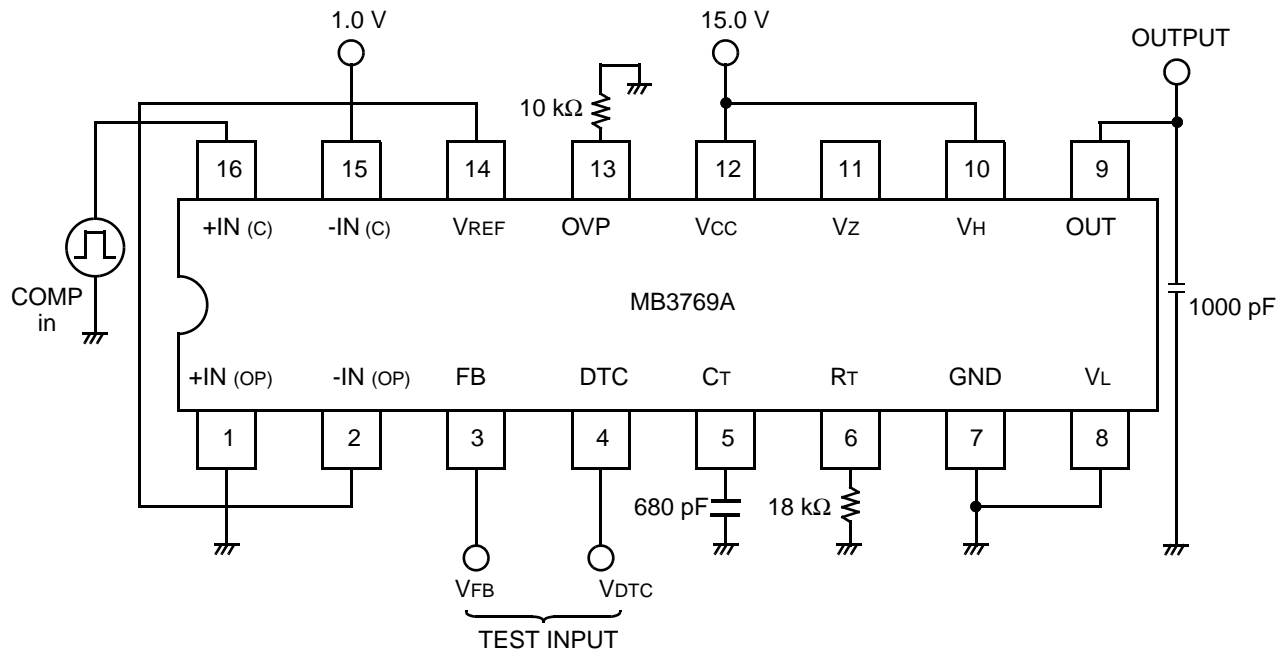 1.0 V
15.0 V
OUTPUT
10 kΩ
16 15 14 13 12 11 10 9
+IN (C) -IN (C) VREF OVP VCC VZ VH OUT
COMP
in
MB3769A
1000 pF
+IN (OP) -IN (OP) FB DTC CT RT GND VL
1 2 3 4 5 6 7 8
680 pF 18 kΩ
VFB VDTC
TEST INPUT